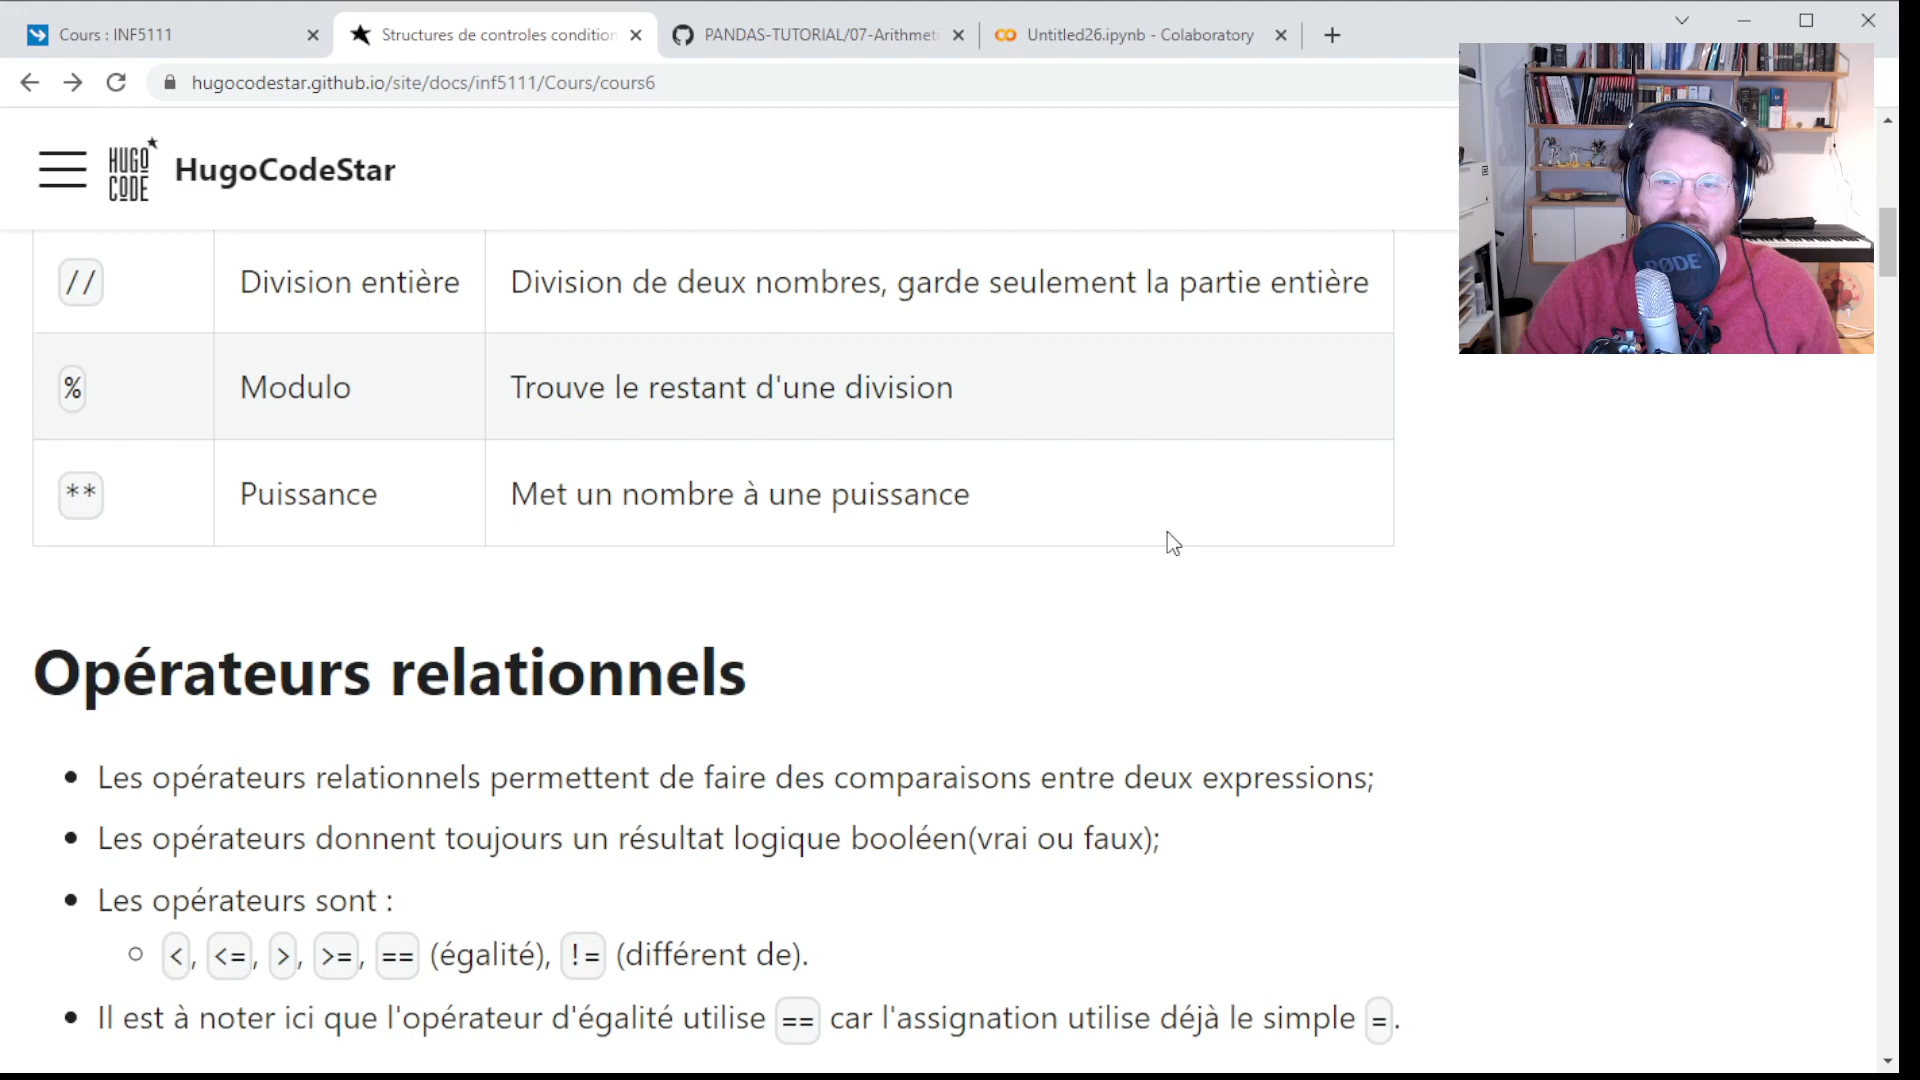 Cours : INF5111
Structures de controles condition
PANDAS-TUTORIAL/07-Arithmeti
Untitled26.ipynb - Colaboratory
hugocodestar.github.io/site/docs/inf5111/Cours/cours6
HUGO
CODE
HugoCodeStar
// Division entière Division de deux nombres, garde seulement la partie entière
% Modulo Trouve le restant d'une division
** Puissance Met un nombre à une puissance
Opérateurs relationnels
Les opérateurs relationnels permettent de faire des comparaisons entre deux expressions;
Les opérateurs donnent toujours un résultat logique booléen(vrai ou faux);
Les opérateurs sont :
<, <=, >, >=, == (égalité), != (différent de).
Il est à noter ici que l'opérateur d'égalité utilise == car l'assignation utilise déjà le simple =.
RØDE